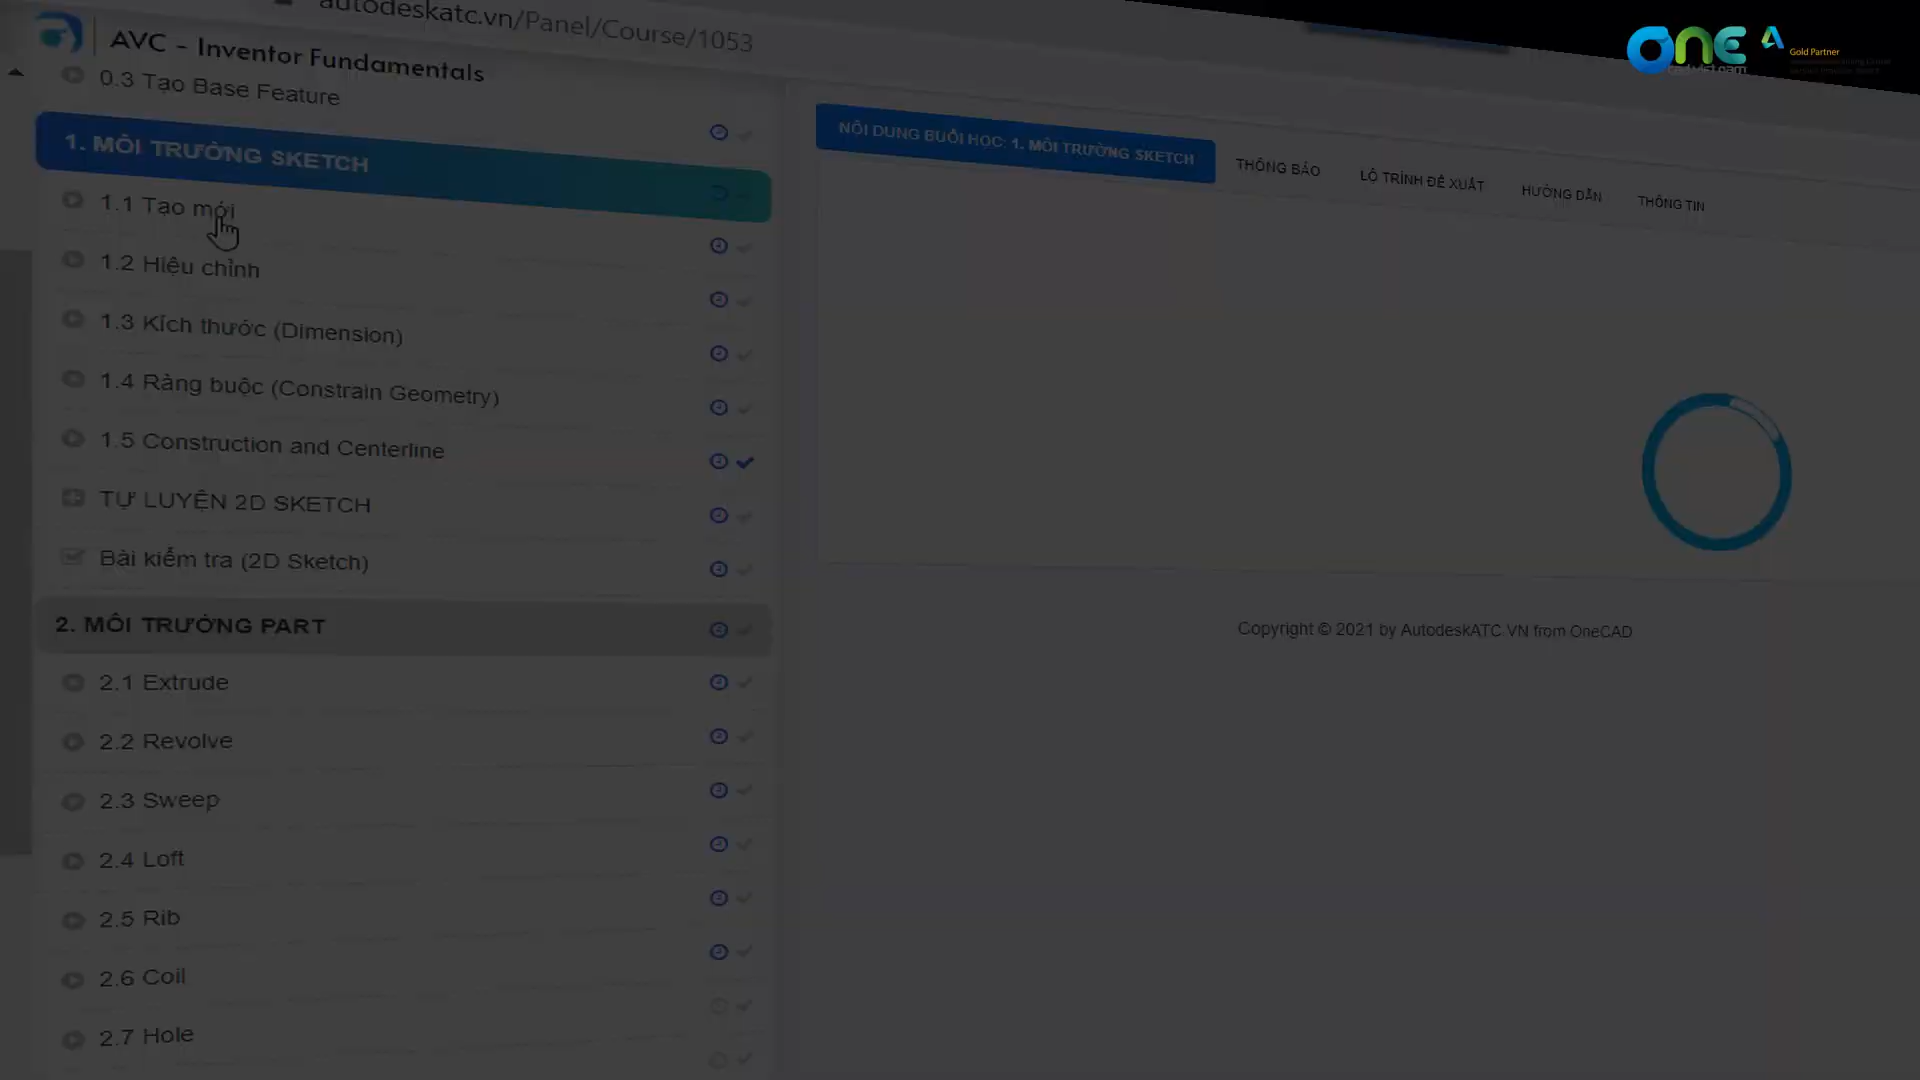 autodeskatc.vn/Panel/Course/1053
AVC - Inventor Fundamentals
0.3 Tạo Base Feature
1. MÔI TRƯỜNG SKETCH
1.1 Tạo mới
1.2 Hiệu chỉnh
1.3 Kích thước (Dimension)
1.4 Ràng buộc (Constrain Geometry)
1.5 Construction and Centerline
TỰ LUYỆN 2D SKETCH
Bài kiểm tra (2D Sketch)
2. MÔI TRƯỜNG PART
2.1 Extrude
2.2 Revolve
2.3 Sweep
2.4 Loft
2.5 Rib
2.6 Coil
2.7 Hole
NỘI DUNG BUỔI HỌC: 1. MÔI TRƯỜNG SKETCH
THÔNG BÁO
LỘ TRÌNH ĐỀ XUẤT
HƯỚNG DẪN
THÔNG TIN
Copyright © 2021 by AutodeskATC.VN from OneCAD
ONE
Gold Partner